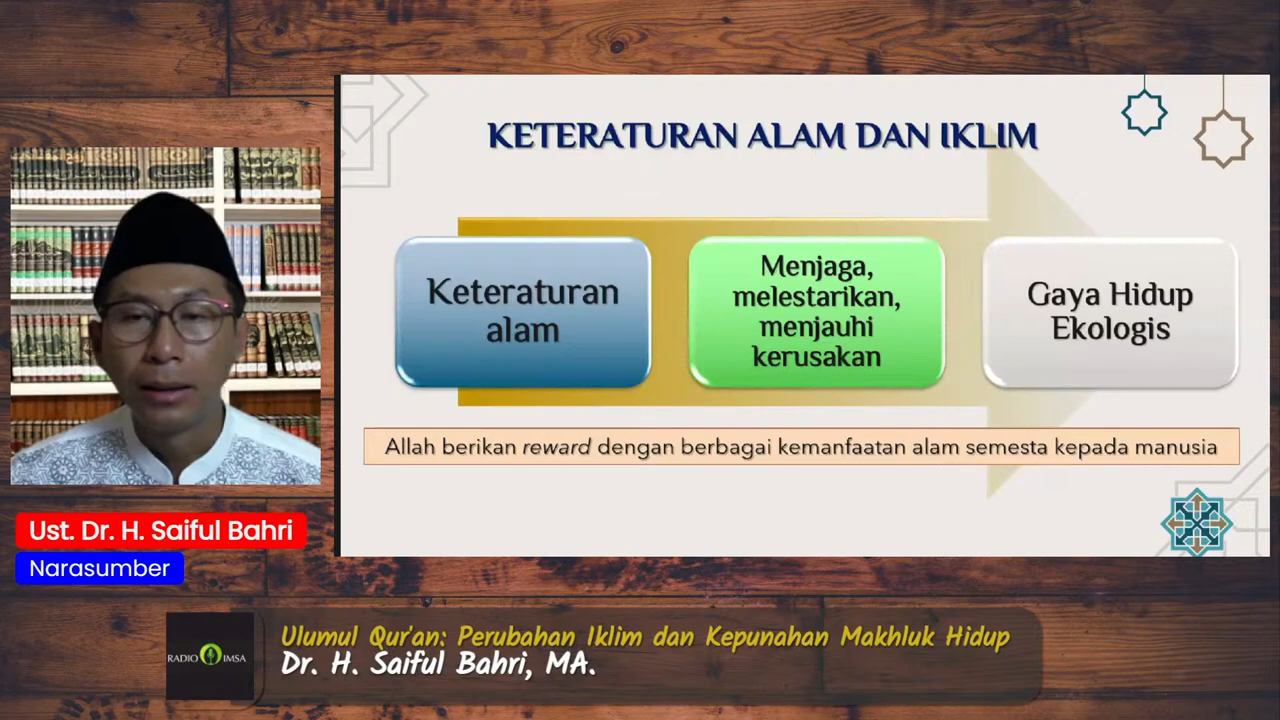 KETERATURAN ALAM DAN IKLIM
Keteraturan
alam
Menjaga,
melestarikan,
menjauhi
kerusakan
Gaya Hidup
Ekologis
Allah berikan reward dengan berbagai kemanfaatan alam semesta kepada manusia
Ust. Dr. H. Saiful Bahri
Narasumber
RADIO IMSA
Ulumul Qur'an: Perubahan Iklim dan Kepunahan Makhluk Hidup
Dr. H. Saiful Bahri, MA.